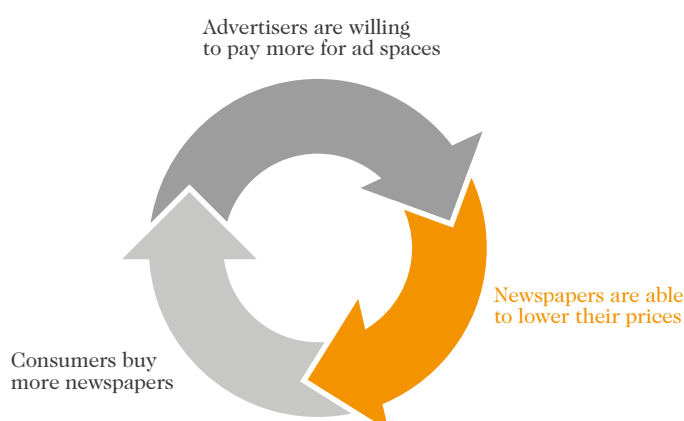 Advertisers are willing
to pay more for ad spaces
Newspapers are able
to lower their prices
Consumers buy
more newspapers